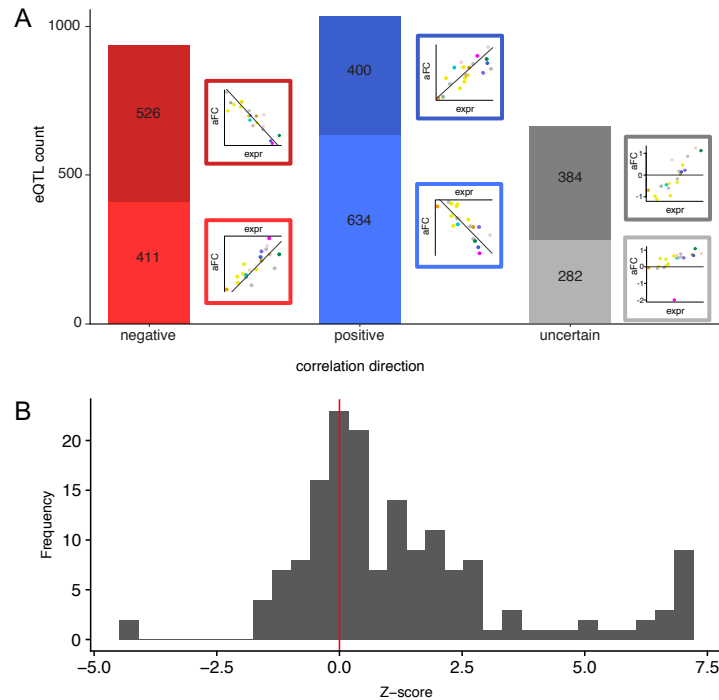 A
eQTL count
1000
500
0
526
411
400
634
384
282
aFC
expr
expr
aFC
aFC
expr
expr
aFC
aFC
1
0
-1
expr
aFC
2
0
-2
expr
negative
positive
uncertain
correlation direction
B
Frequency
20
15
10
5
0
−5.0
−2.5
0.0
2.5
5.0
7.5
Z−score